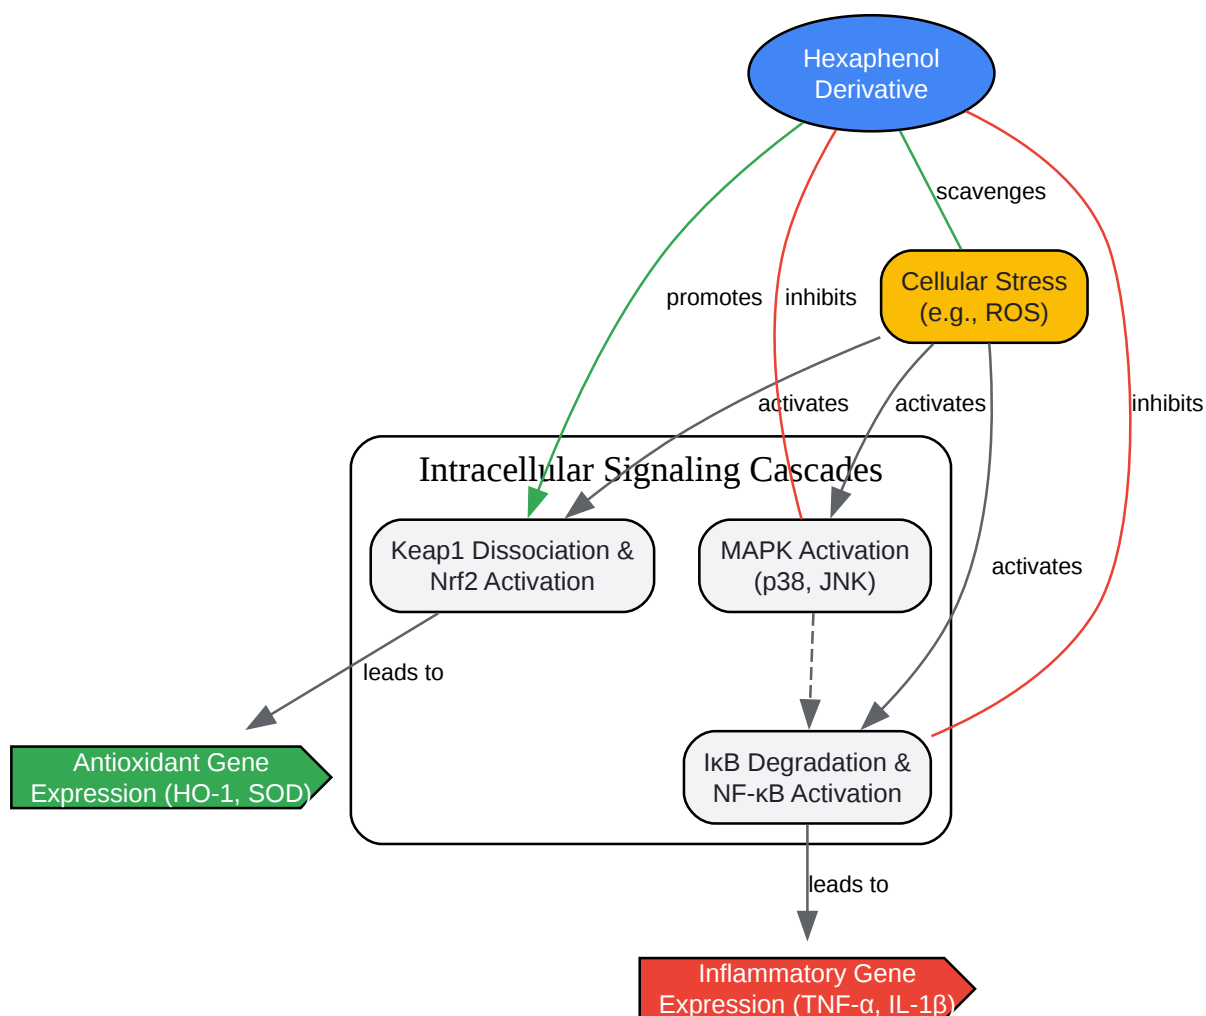 Hexaphenol
Derivative
scavenges
Cellular Stress
(e.g., ROS)
promotes
inhibits
activates
activates
inhibits
Intracellular Signaling Cascades
Keap1 Dissociation &
Nrf2 Activation
MAPK Activation
(p38, JNK)
activates
leads to
Antioxidant Gene
Expression (HO-1, SOD)
IκB Degradation &
NF-κB Activation
leads to
Inflammatory Gene
Expression (TNF-α, IL-1β)